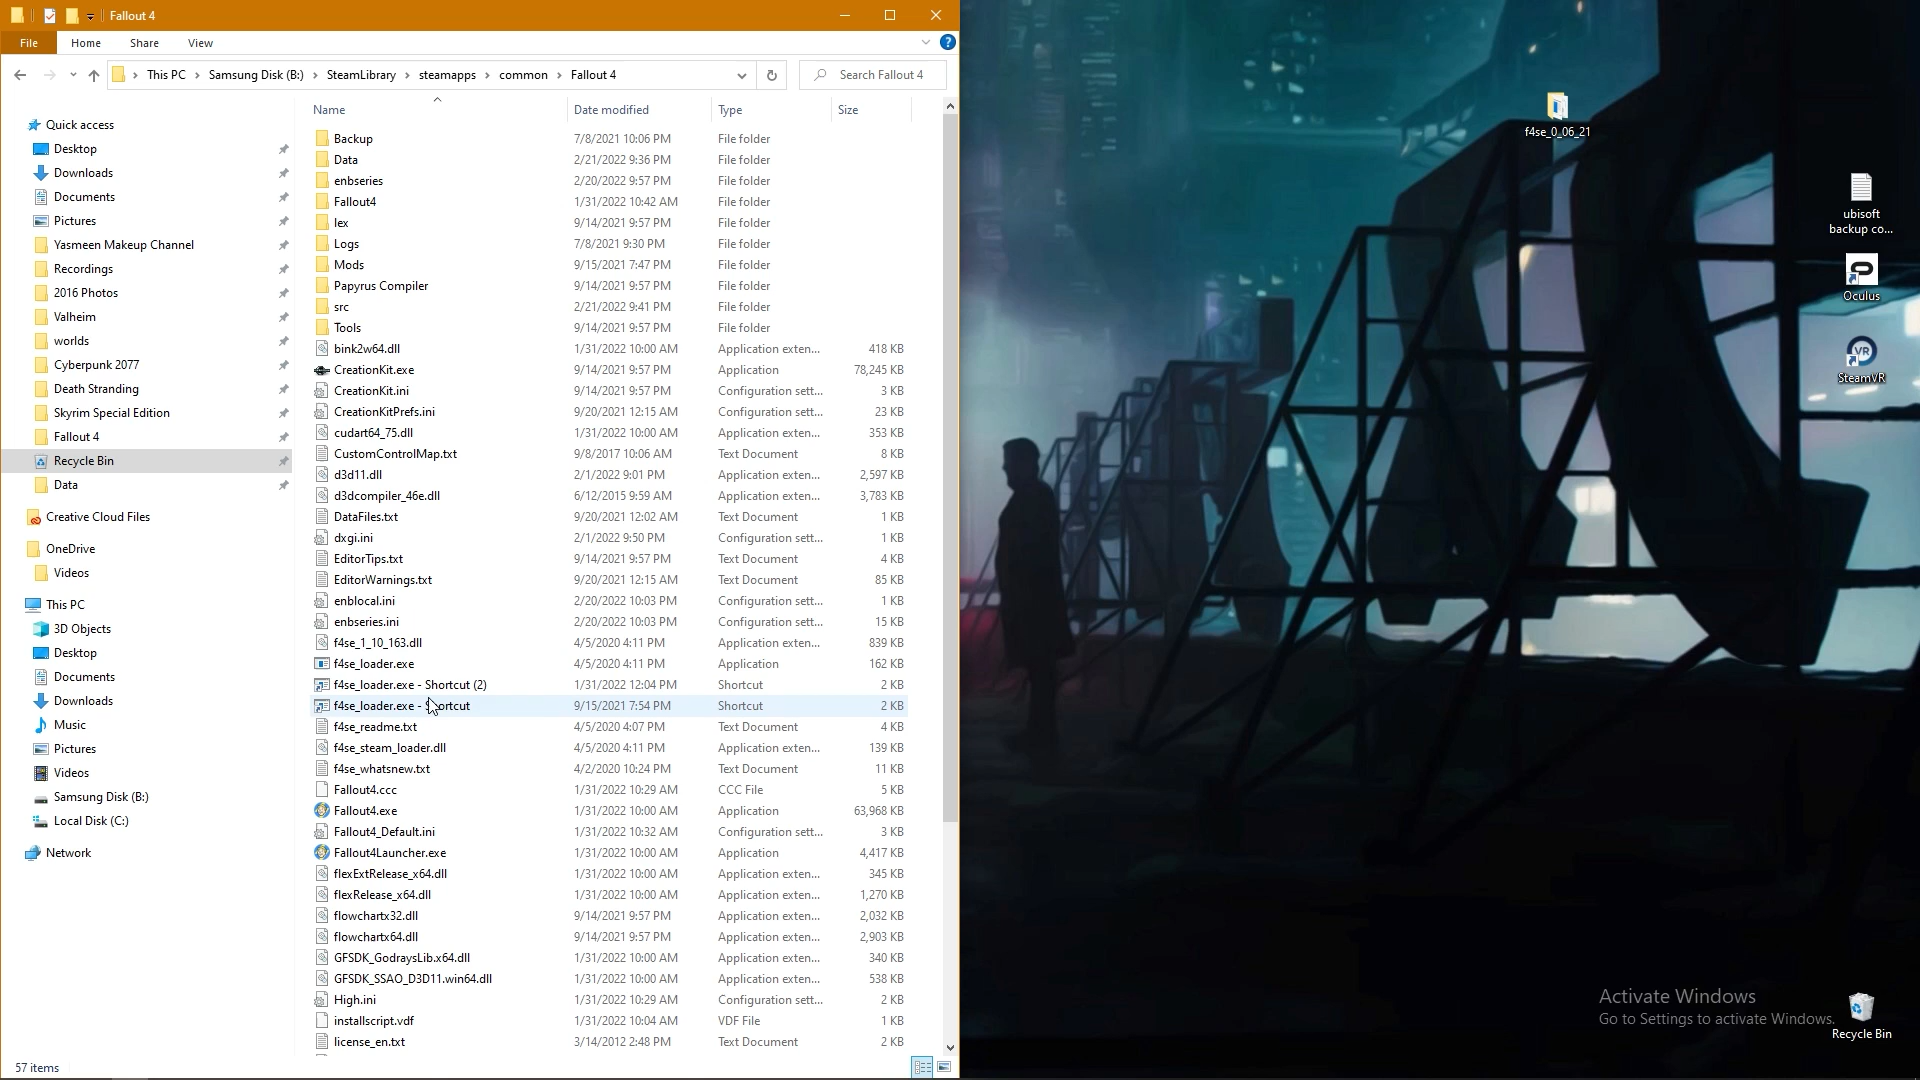 Fallout 4
File Home Share View
This PC Samsung Disk (B:) SteamLibrary steamapps common Fallout 4 Search Fallout 4
Name Date modified Type Size
Quick access
Desktop
Downloads
Documents
Pictures
Yasmeen Makeup Channel
Recordings
2016 Photos
Valheim
worlds
Cyberpunk 2077
Death Stranding
Skyrim Special Edition
Fallout 4
Recycle Bin
Data
Creative Cloud Files
OneDrive
Videos
This PC
3D Objects
Desktop
Documents
Downloads
Music
Pictures
Videos
Samsung Disk (B:)
Local Disk (C:)
Network
Backup 7/8/2021 10:06 PM File folder
Data 2/21/2022 9:36 PM File folder
enbseries 2/20/2022 9:57 PM File folder
Fallout4 1/31/2022 10:42 AM File folder
lex 9/14/2021 9:57 PM File folder
Logs 7/8/2021 9:30 PM File folder
Mods 9/15/2021 7:47 PM File folder
Papyrus Compiler 9/14/2021 9:57 PM File folder
src 2/21/2022 9:41 PM File folder
Tools 9/14/2021 9:57 PM File folder
bink2w64.dll 1/31/2022 10:00 AM Application exten... 418 KB
CreationKit.exe 9/14/2021 9:57 PM Application 78,245 KB
CreationKit.ini 9/14/2021 9:57 PM Configuration sett... 3 KB
CreationKitPrefs.ini 9/20/2021 12:15 AM Configuration sett... 23 KB
cudart64_75.dll 1/31/2022 10:00 AM Application exten... 353 KB
CustomControlMap.txt 9/8/2017 10:06 AM Text Document 8 KB
d3d11.dll 2/1/2022 9:01 PM Application exten... 2,597 KB
d3dcompiler_46e.dll 6/12/2015 9:59 AM Application exten... 3,783 KB
DataFiles.txt 9/20/2021 12:02 AM Text Document 1 KB
dxgi.ini 2/1/2022 9:50 PM Configuration sett... 1 KB
EditorTips.txt 9/14/2021 9:57 PM Text Document 4 KB
EditorWarnings.txt 9/20/2021 12:15 AM Text Document 85 KB
enblocal.ini 2/20/2022 10:03 PM Configuration sett... 1 KB
enbseries.ini 2/20/2022 10:03 PM Configuration sett... 15 KB
f4se_1_10_163.dll 4/5/2020 4:11 PM Application exten... 839 KB
f4se_loader.exe 4/5/2020 4:11 PM Application 162 KB
f4se_loader.exe - Shortcut (2) 1/31/2022 12:04 PM Shortcut 2 KB
f4se_loader.exe - Shortcut 9/15/2021 7:54 PM Shortcut 2 KB
f4se_readme.txt 4/5/2020 4:07 PM Text Document 4 KB
f4se_steam_loader.dll 4/5/2020 4:11 PM Application exten... 139 KB
f4se_whatsnew.txt 4/2/2020 10:24 PM Text Document 11 KB
Fallout4.ccc 1/31/2022 10:29 AM CCC File 5 KB
Fallout4.exe 1/31/2022 10:00 AM Application 63,968 KB
Fallout4_Default.ini 1/31/2022 10:32 AM Configuration sett... 3 KB
Fallout4Launcher.exe 1/31/2022 10:00 AM Application 4,417 KB
flexExtRelease_x64.dll 1/31/2022 10:00 AM Application exten... 345 KB
flexRelease_x64.dll 1/31/2022 10:00 AM Application exten... 1,270 KB
flowchartx32.dll 9/14/2021 9:57 PM Application exten... 2,032 KB
flowchartx64.dll 9/14/2021 9:57 PM Application exten... 2,903 KB
GFSDK_GodraysLib.x64.dll 1/31/2022 10:00 AM Application exten... 340 KB
GFSDK_SSAO_D3D11.win64.dll 1/31/2022 10:00 AM Application exten... 538 KB
High.ini 1/31/2022 10:29 AM Configuration sett... 2 KB
installscript.vdf 1/31/2022 10:04 AM VDF File 1 KB
license_en.txt 3/14/2012 2:48 PM Text Document 2 KB
57 items
f4se_0_06_21
ubisoft
backup co...
Oculus
VR
SteamVR
Activate Windows
Go to Settings to activate Windows.
Recycle Bin